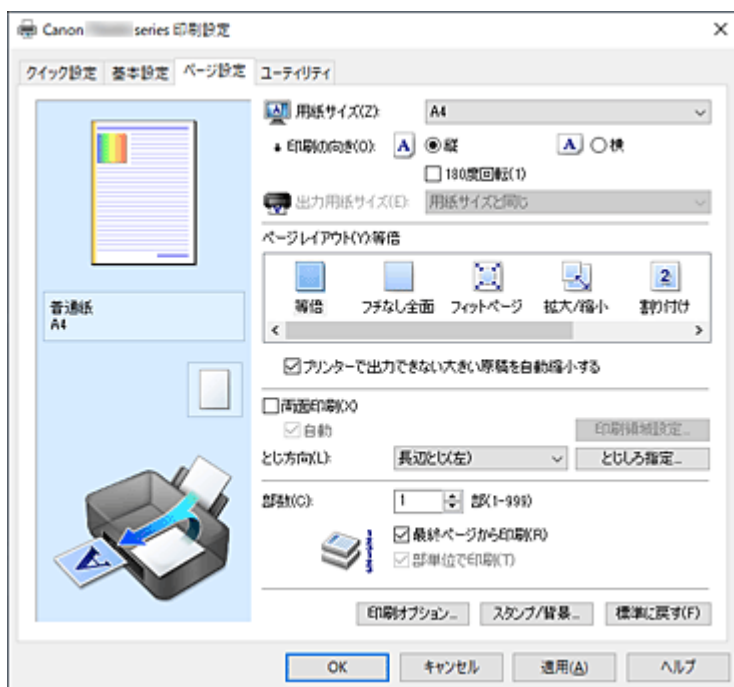 Canon series 印刷設定
クイック設定 基本設定 ページ設定 ユーティリティ
用紙サイズ(Z): A4
印刷の向き(O): A 縦 A 横
180度回転(1)
出力用紙サイズ(E): 用紙サイズと同じ
ページレイアウト(Y):等倍
等倍 フチなし全面 フィットページ 拡大/縮小 割り付け
プリンターで出力できない大きい原稿を自動縮小する
普通紙
A4
両面印刷(X)
自動 印刷領域設定...
とじ方向(L): 長辺とじ(左) とじしろ指定...
部数(C): 1 部(1-999)
最終ページから印刷(R)
部単位で印刷(T)
印刷オプション... スタンプ/背景... 標準に戻す(F)
OK キャンセル 適用(A) ヘルプ